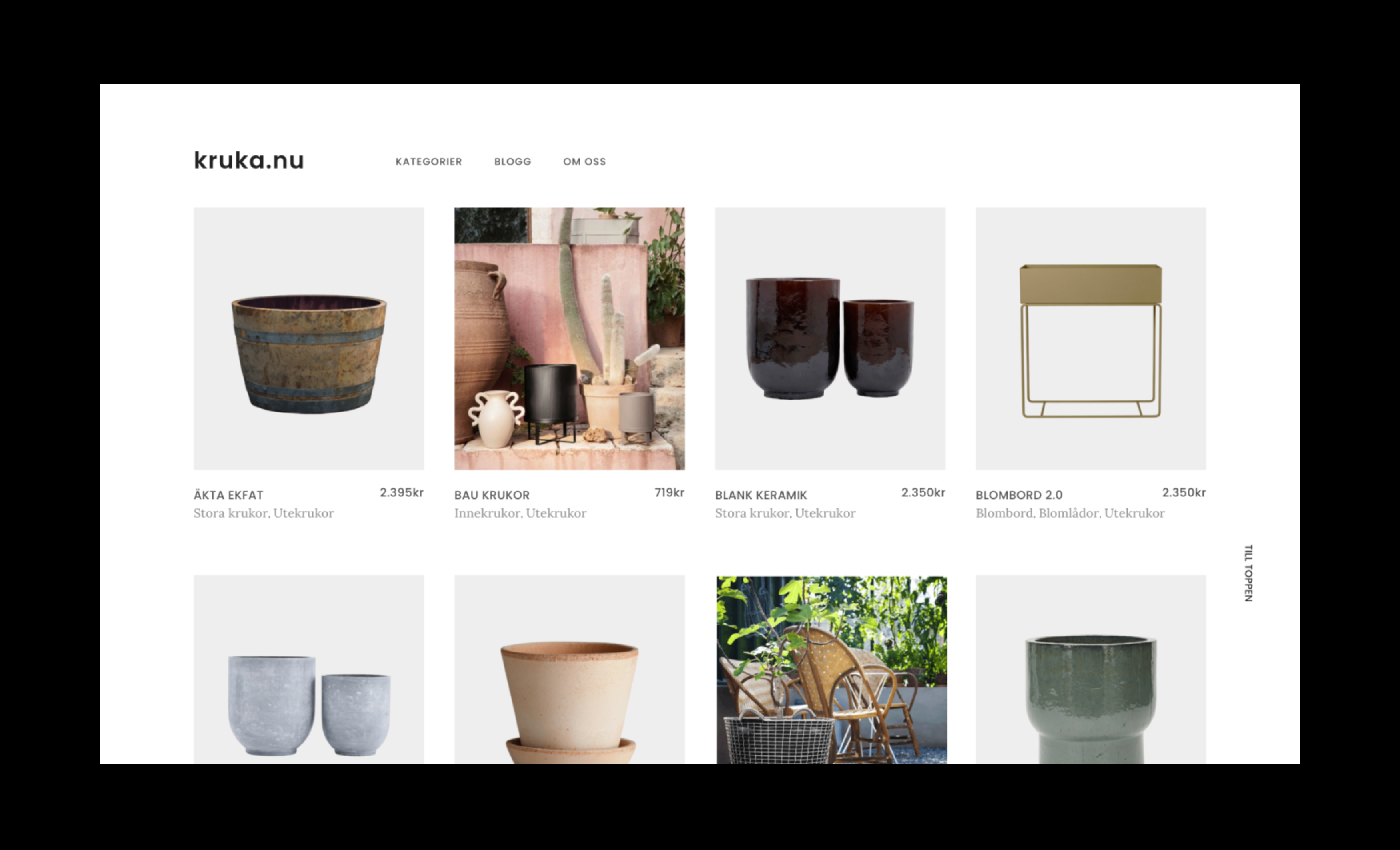 kruka.nu
KATEGORIER BLOGG OM OSS
ÄKTA EKFAT 2.395kr
Stora krukor, Utekrukor
BAU KRUKOR 719kr
Innekrukor, Utekrukor
BLANK KERAMIK 2.350kr
Stora krukor, Utekrukor
BLOMBORD 2.0 2.350kr
Blombord, Blomlådor, Utekrukor
TILL TOPPEN